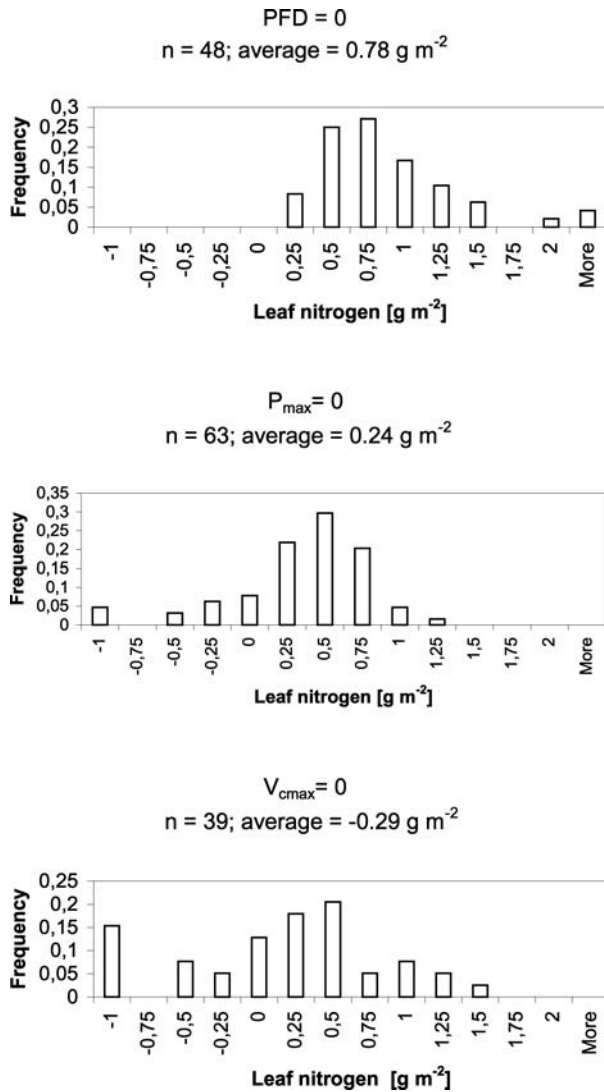 PFD = 0
n = 48; average = 0.78 g m⁻²
Frequency
0,3
0,25
0,2
0,15
0,1
0,05
0
-1 -0,75 -0,5 -0,25 0 0,25 0,5 0,75 1 1,25 1,5 1,75 2 More
Leaf nitrogen [g m⁻²]
Pmax= 0
n = 63; average = 0.24 g m⁻²
Frequency
0,35
0,3
0,25
0,2
0,15
0,1
0,05
0
-1 -0,75 -0,5 -0,25 0 0,25 0,5 0,75 1 1,25 1,5 1,75 2 More
Leaf nitrogen [g m⁻²]
Vcmax= 0
n = 39; average = -0.29 g m⁻²
Frequency
0,25
0,2
0,15
0,1
0,05
0
-1 -0,75 -0,5 -0,25 0 0,25 0,5 0,75 1 1,25 1,5 1,75 2 More
Leaf nitrogen [g m⁻²]